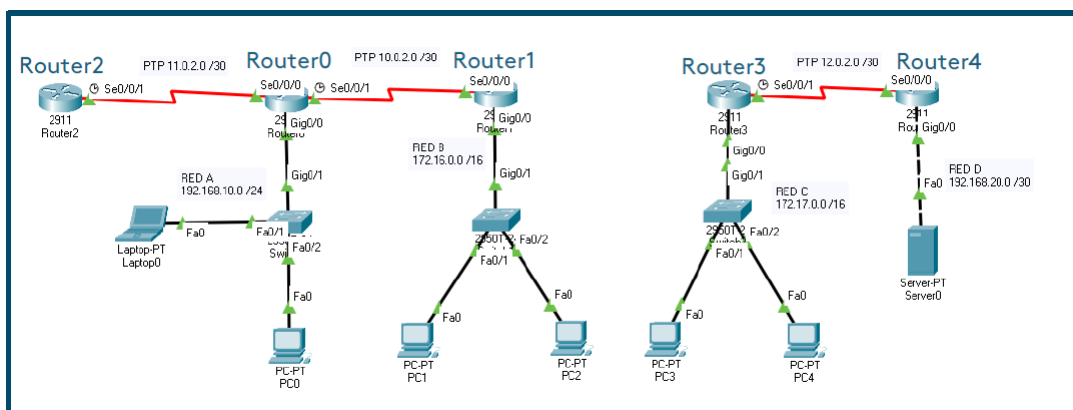 Router2
PTP 11.0.2.0 /30
Router0
PTP 10.0.2.0 /30
Router1
Router3
PTP 12.0.2.0 /30
Router4
Se0/0/1
Se0/0/0
Se0/0/1
Se0/0/0
Se0/0/1
Se0/0/0
2911
Router2
2911
Router3
2911
Gig0/0
Gig0/0
Gig0/0
Gig0/0
RED A
192.168.10.0 /24
Gig0/1
RED B
172.16.0.0 /16
Gig0/1
Gig0/1
RED C
172.17.0.0 /16
RED D
192.168.20.0 /30
Fa0
Fa0
Fa0/1
Fa0/2
Laptop-PT
Laptop0
Fa0/2
Fa0/1
Fa0/2
Fa0/1
Server-PT
Server0
Fa0
Fa0
Fa0
Fa0
Fa0
PC-PT
PC0
PC-PT
PC1
PC-PT
PC2
PC-PT
PC3
PC-PT
PC4